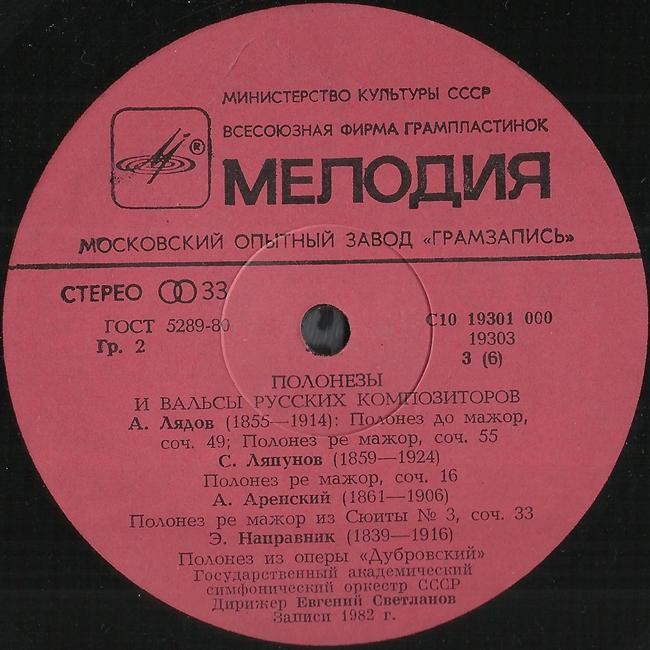 МИНИСТЕРСТВО КУЛЬТУРЫ СССР
ВСЕСОЮЗНАЯ ФИРМА ГРАМПЛАСТИНОК
®
МЕЛОДИЯ
МОСКОВСКИЙ ОПЫТНЫЙ ЗАВОД «ГРАМЗАПИСЬ»
СТЕРЕО 33
ГОСТ 5289-80
Гр. 2
С10 19301 000
19303
3 (6)
ПОЛОНЕЗЫ
И ВАЛЬСЫ РУССКИХ КОМПОЗИТОРОВ
А. Лядов (1855—1914): Полонез до мажор,
соч. 49; Полонез ре мажор, соч. 55
С. Ляпунов (1859—1924)
Полонез ре мажор, соч. 16
А. Аренский (1861—1906)
Полонез ре мажор из Сюиты № 3, соч. 33
Э. Направник (1839—1916)
Полонез из оперы «Дубровский»
Государственный академический
симфонический оркестр СССР
Дирижер Евгений Светланов
Записи 1982 г.